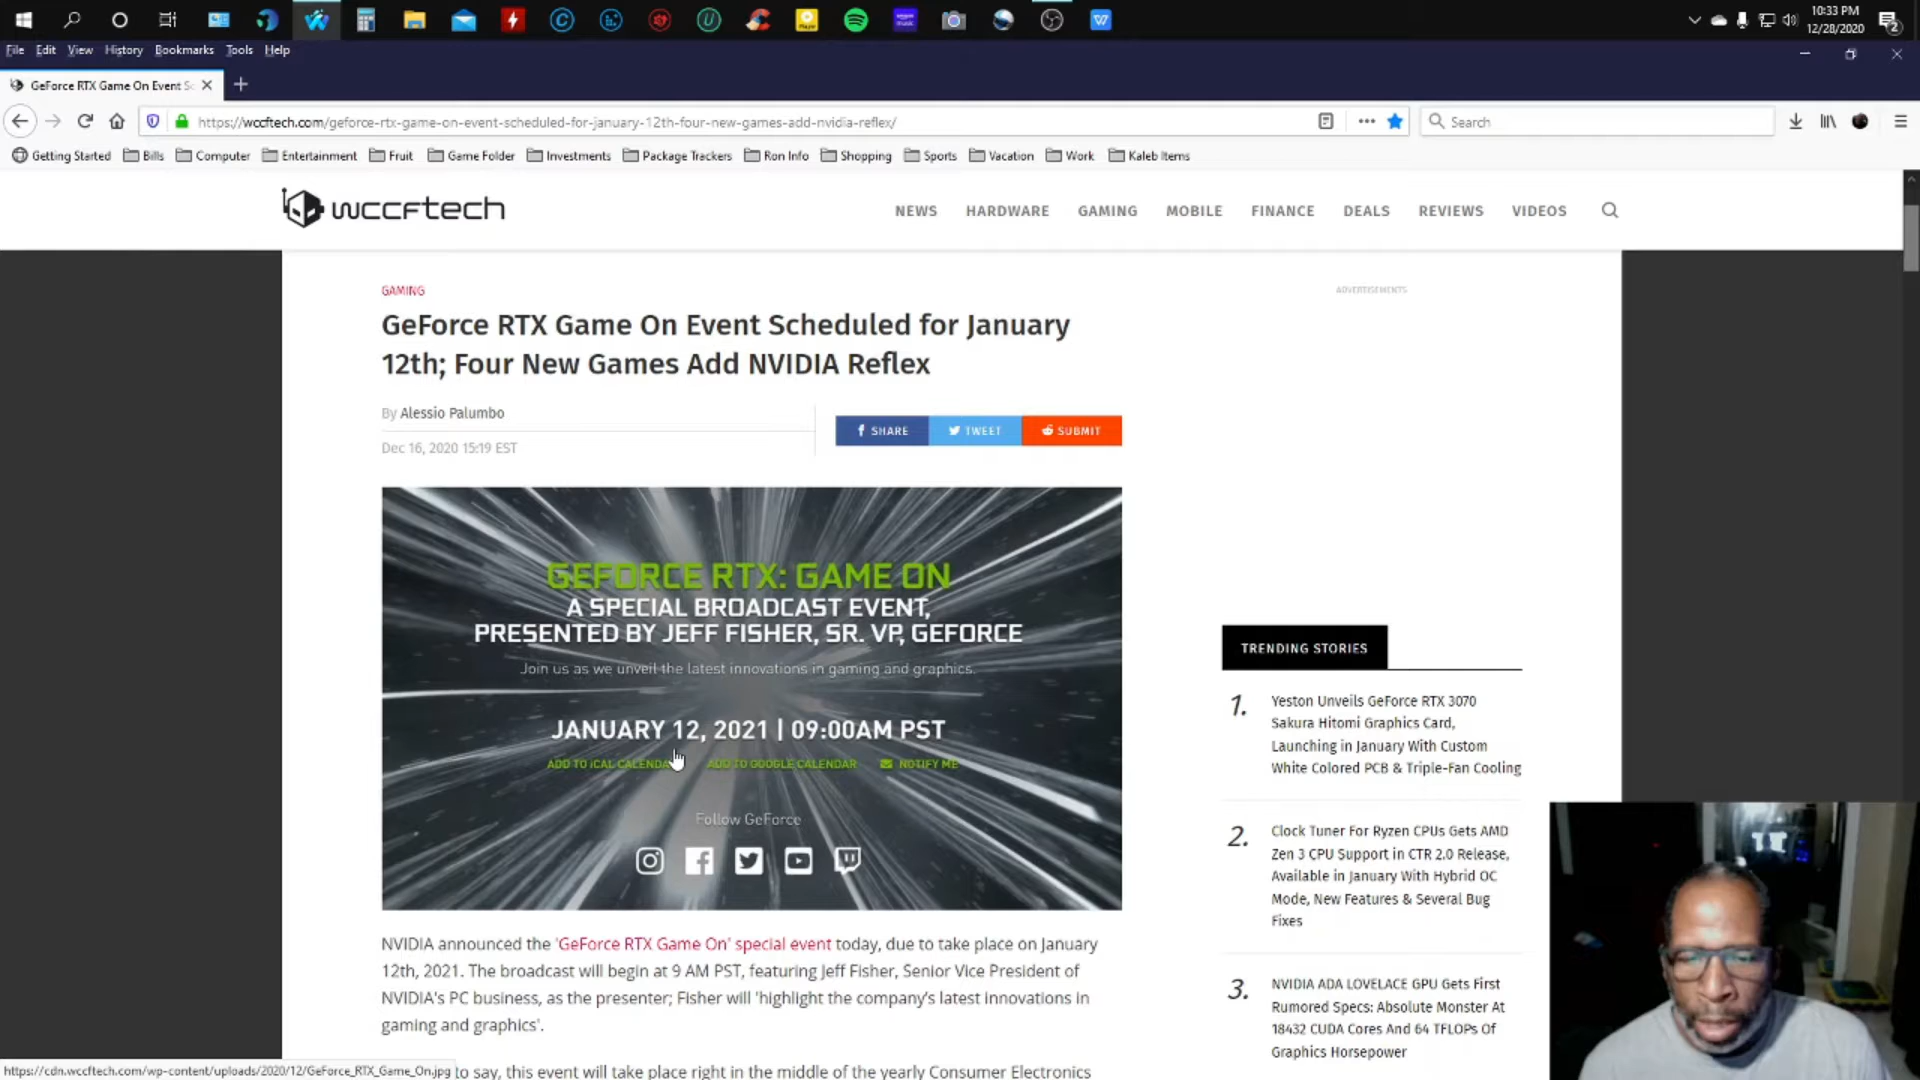 10:33 PM
12/28/2020
2
File Edit View History Bookmarks Tools Help
GeForce RTX Game On Event Sc
https://wccftech.com/geforce-rtx-game-on-event-scheduled-for-january-12th-four-new-games-add-nvidia-reflex/
Search
Getting Started Bills Computer Entertainment Fruit Game Folder Investments Package Trackers Ron Info Shopping Sports Vacation Work Kaleb Items
wccftech
NEWS HARDWARE GAMING MOBILE FINANCE DEALS REVIEWS VIDEOS
GAMING
ADVERTISEMENTS
GeForce RTX Game On Event Scheduled for January
12th; Four New Games Add NVIDIA Reflex
By Alessio Palumbo
SHARE TWEET SUBMIT
Dec 16, 2020 15:19 EST
GEFORCE RTX: GAME ON
A SPECIAL BROADCAST EVENT,
PRESENTED BY JEFF FISHER, SR. VP, GEFORCE
Join us as we unveil the latest innovations in gaming and graphics.
JANUARY 12, 2021 | 09:00AM PST
ADD TO iCAL CALENDA ADD TO GOOGLE CALENDAR NOTIFY ME
Follow GeForce
NVIDIA announced the 'GeForce RTX Game On' special event today, due to take place on January
12th, 2021. The broadcast will begin at 9 AM PST, featuring Jeff Fisher, Senior Vice President of
NVIDIA's PC business, as the presenter; Fisher will 'highlight the company's latest innovations in
gaming and graphics'.
to say, this event will take place right in the middle of the yearly Consumer Electronics
TRENDING STORIES
1. Yeston Unveils GeForce RTX 3070
Sakura Hitomi Graphics Card,
Launching in January With Custom
White Colored PCB & Triple-Fan Cooling
2. Clock Tuner For Ryzen CPUs Gets AMD
Zen 3 CPU Support in CTR 2.0 Release,
Available in January With Hybrid OC
Mode, New Features & Several Bug
Fixes
3. NVIDIA ADA LOVELACE GPU Gets First
Rumored Specs: Absolute Monster At
18432 CUDA Cores And 64 TFLOPs Of
Graphics Horsepower
https://cdn.wccftech.com/wp-content/uploads/2020/12/GeForce_RTX_Game_On.jpg